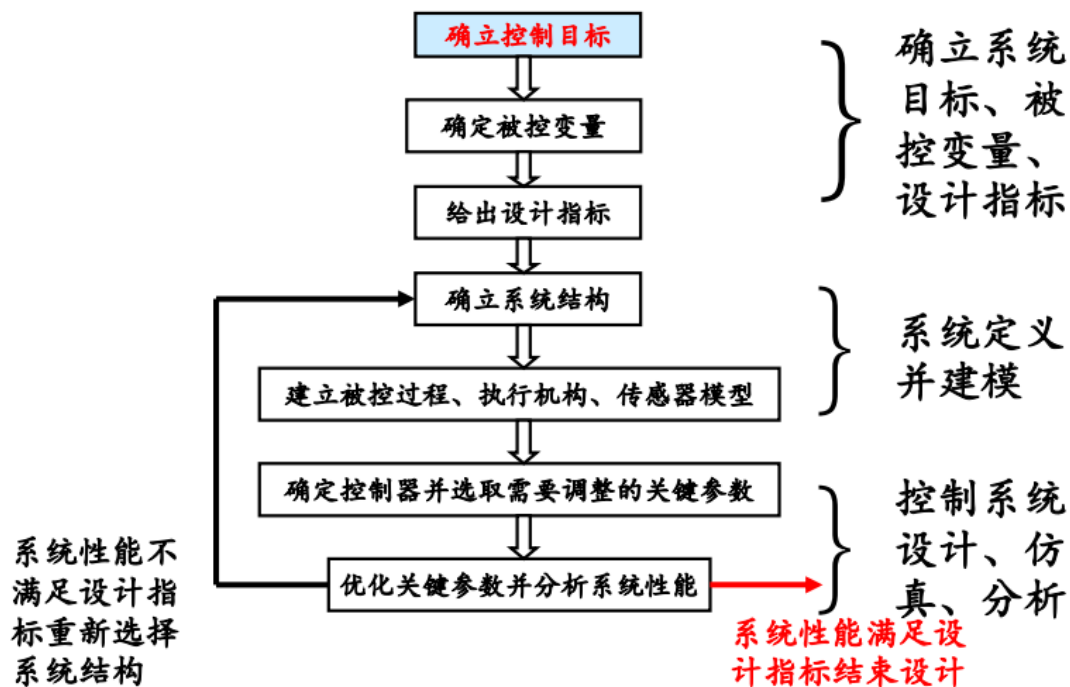 确立控制目标
确定被控变量
给出设计指标
确立系统
目标、被
控变量、
设计指标
确立系统结构
建立被控过程、执行机构、传感器模型
系统定义
并建模
确定控制器并选取需要调整的关键参数
优化关键参数并分析系统性能
控制系统
设计、仿
真、分析
系统性能不
满足设计指
标重新选择
系统结构
系统性能满足设
计指标结束设计